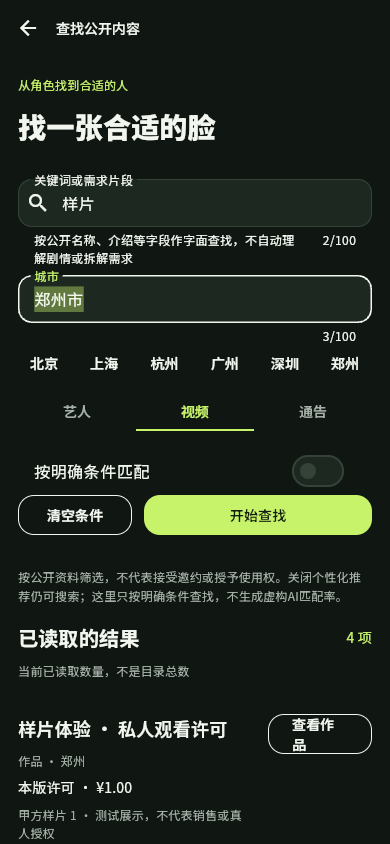 查找公开内容
从角色找到合适的人
找一张合适的脸
关键词或需求片段
样片
按公开名称、介绍等字段作字面查找，不自动理 2/100
解剧情或拆解需求
城市
郑州市
3/100
北京 上海 杭州 广州 深圳 郑州
艺人 视频 通告
按明确条件匹配
清空条件 开始查找
按公开资料筛选，不代表接受邀约或授予使用权。关闭个性化推
荐仍可搜索；这里只按明确条件查找，不生成虚构AI匹配率。
已读取的结果 4 项
当前已读取数量，不是目录总数
样片体验 · 私人观看许可 查看作
品
作品 · 郑州
本版许可 · ¥1.00
甲方样片 1 · 测试展示，不代表销售或真
人授权